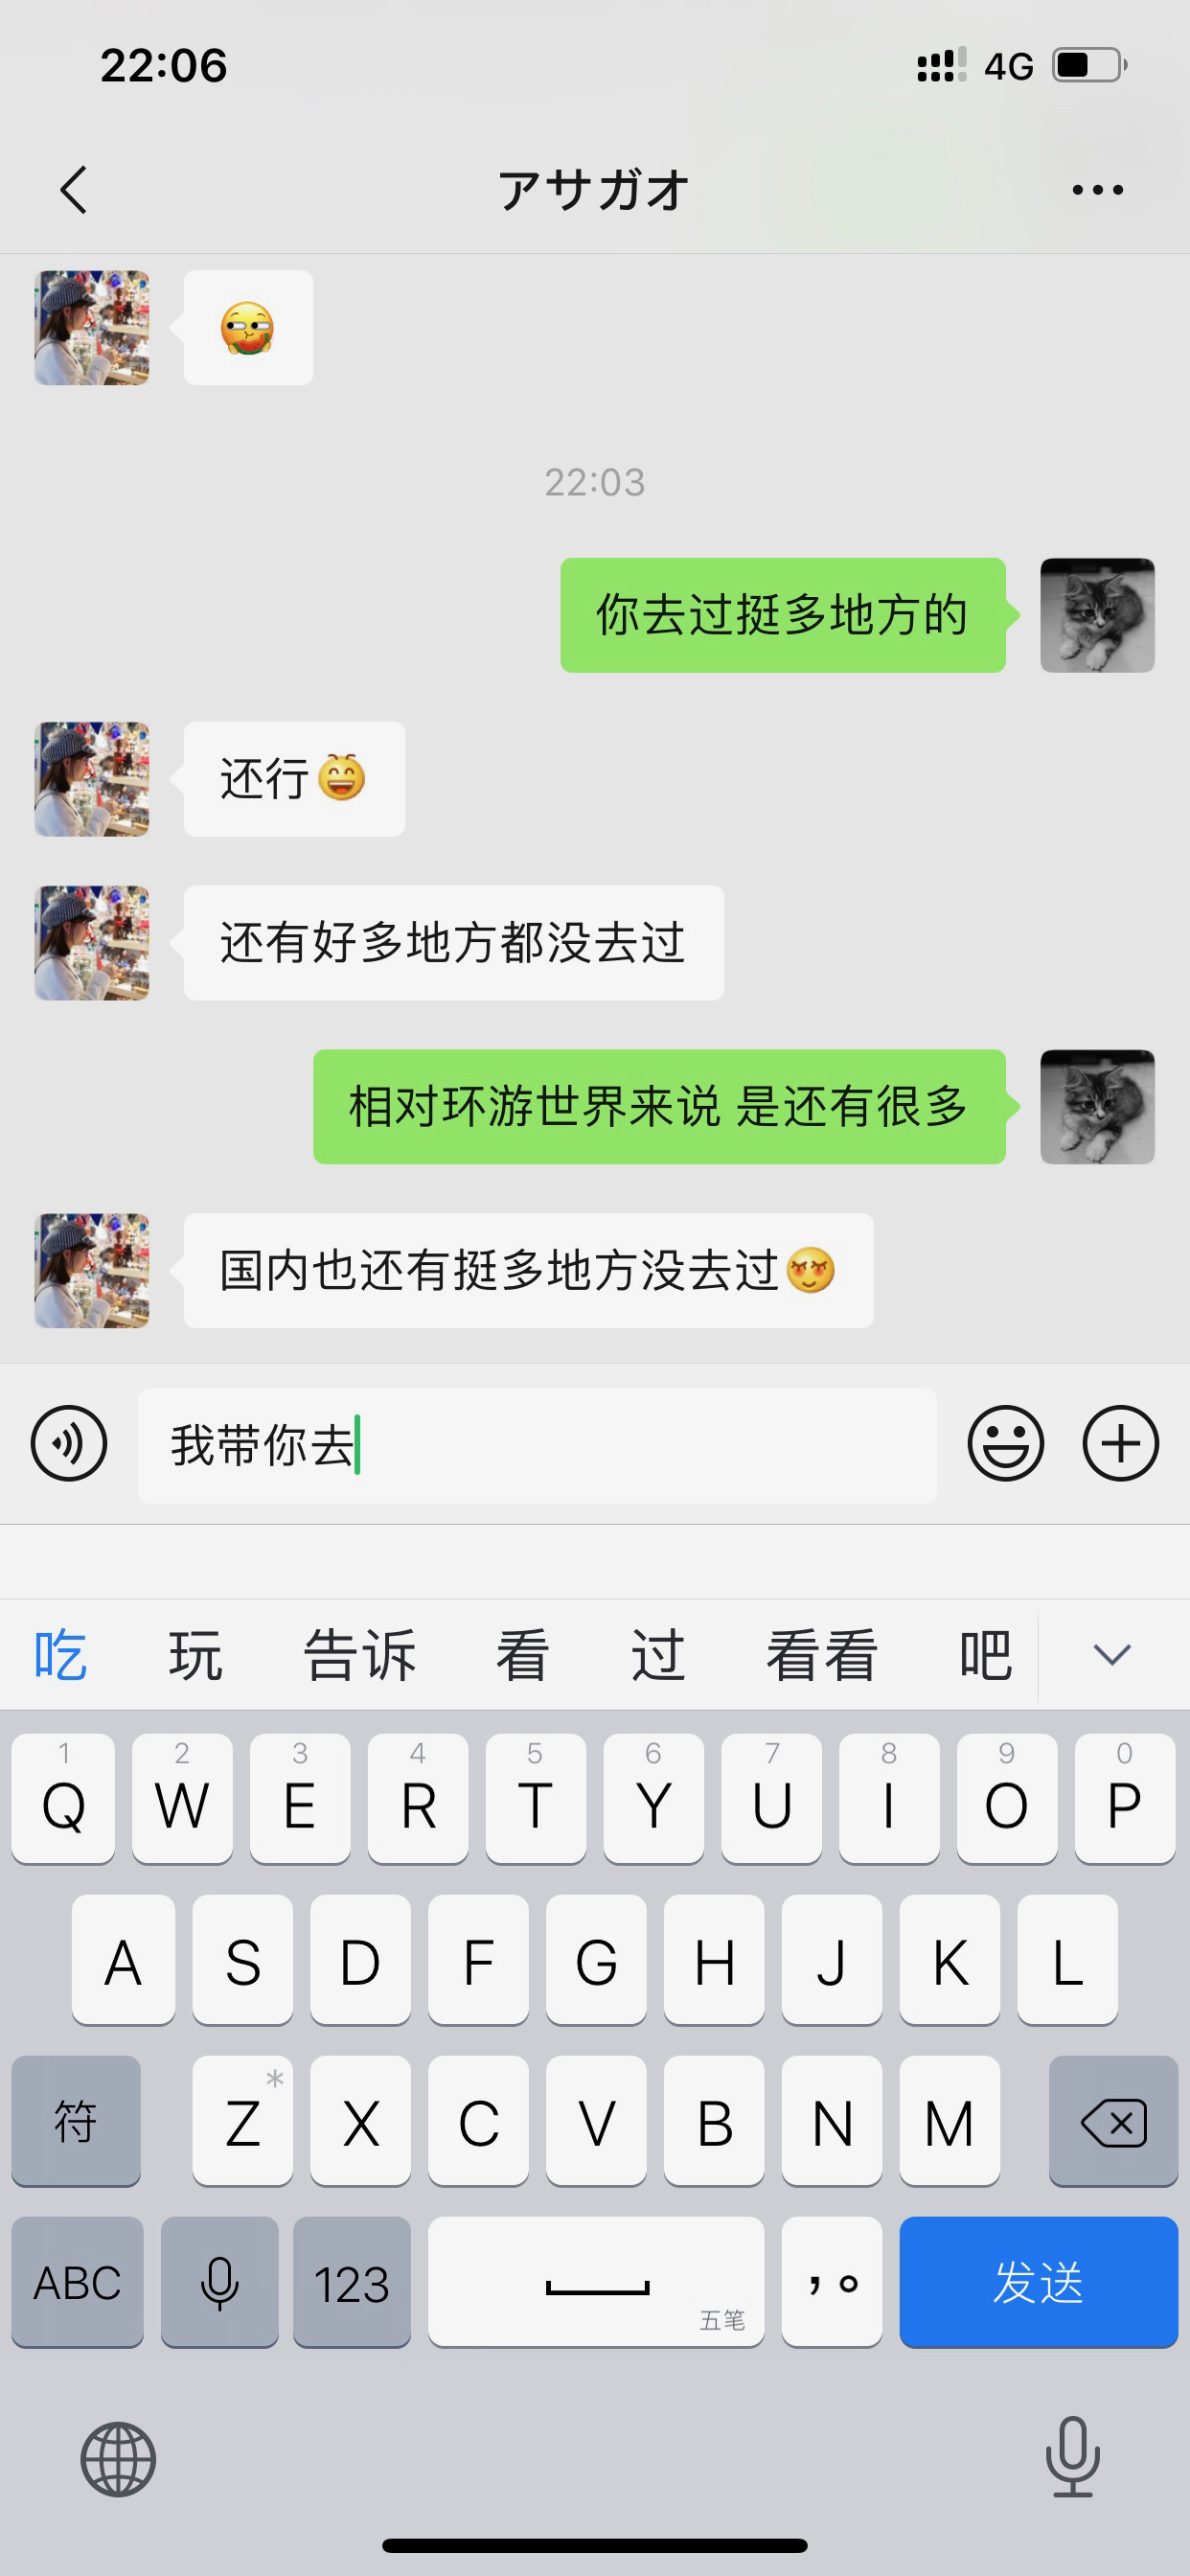 22:06
4G
アサガオ
22:03
你去过挺多地方的
还行
还有好多地方都没去过
相对环游世界来说 是还有很多
国内也还有挺多地方没去过
我带你去
吃 玩 告诉 看 过 看看 吧
1 2 3 4 5 6 7 8 9 0
Q W E R T Y U I O P
A S D F G H J K L
符 Z * X C V B N M
ABC 123 五笔 ，。 发送